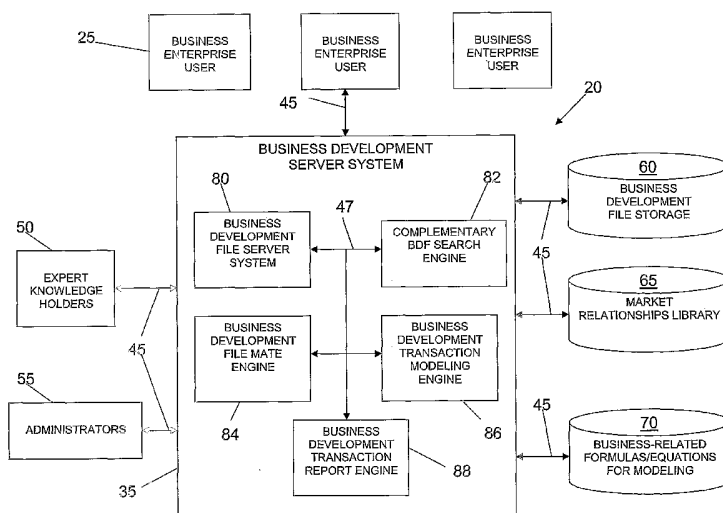 25
BUSINESS
ENTERPRISE
USER
BUSINESS
ENTERPRISE
USER
BUSINESS
ENTERPRISE
USER
45
20
BUSINESS DEVELOPMENT
SERVER SYSTEM
80
BUSINESS
DEVELOPMENT
FILE SERVER
SYSTEM
47
82
COMPLEMENTARY
BDF SEARCH
ENGINE
60
BUSINESS
DEVELOPMENT
FILE STORAGE
50
EXPERT
KNOWLEDGE
HOLDERS
45
45
65
MARKET
RELATIONSHIPS
LIBRARY
BUSINESS
DEVELOPMENT
FILE MATE
ENGINE
84
BUSINESS
DEVELOPMENT
TRANSACTION
MODELING
ENGINE
86
55
ADMINISTRATORS
35
BUSINESS
DEVELOPMENT
TRANSACTION
REPORT ENGINE
88
45
70
BUSINESS-RELATED
FORMULAS/EQUATIONS
FOR MODELING